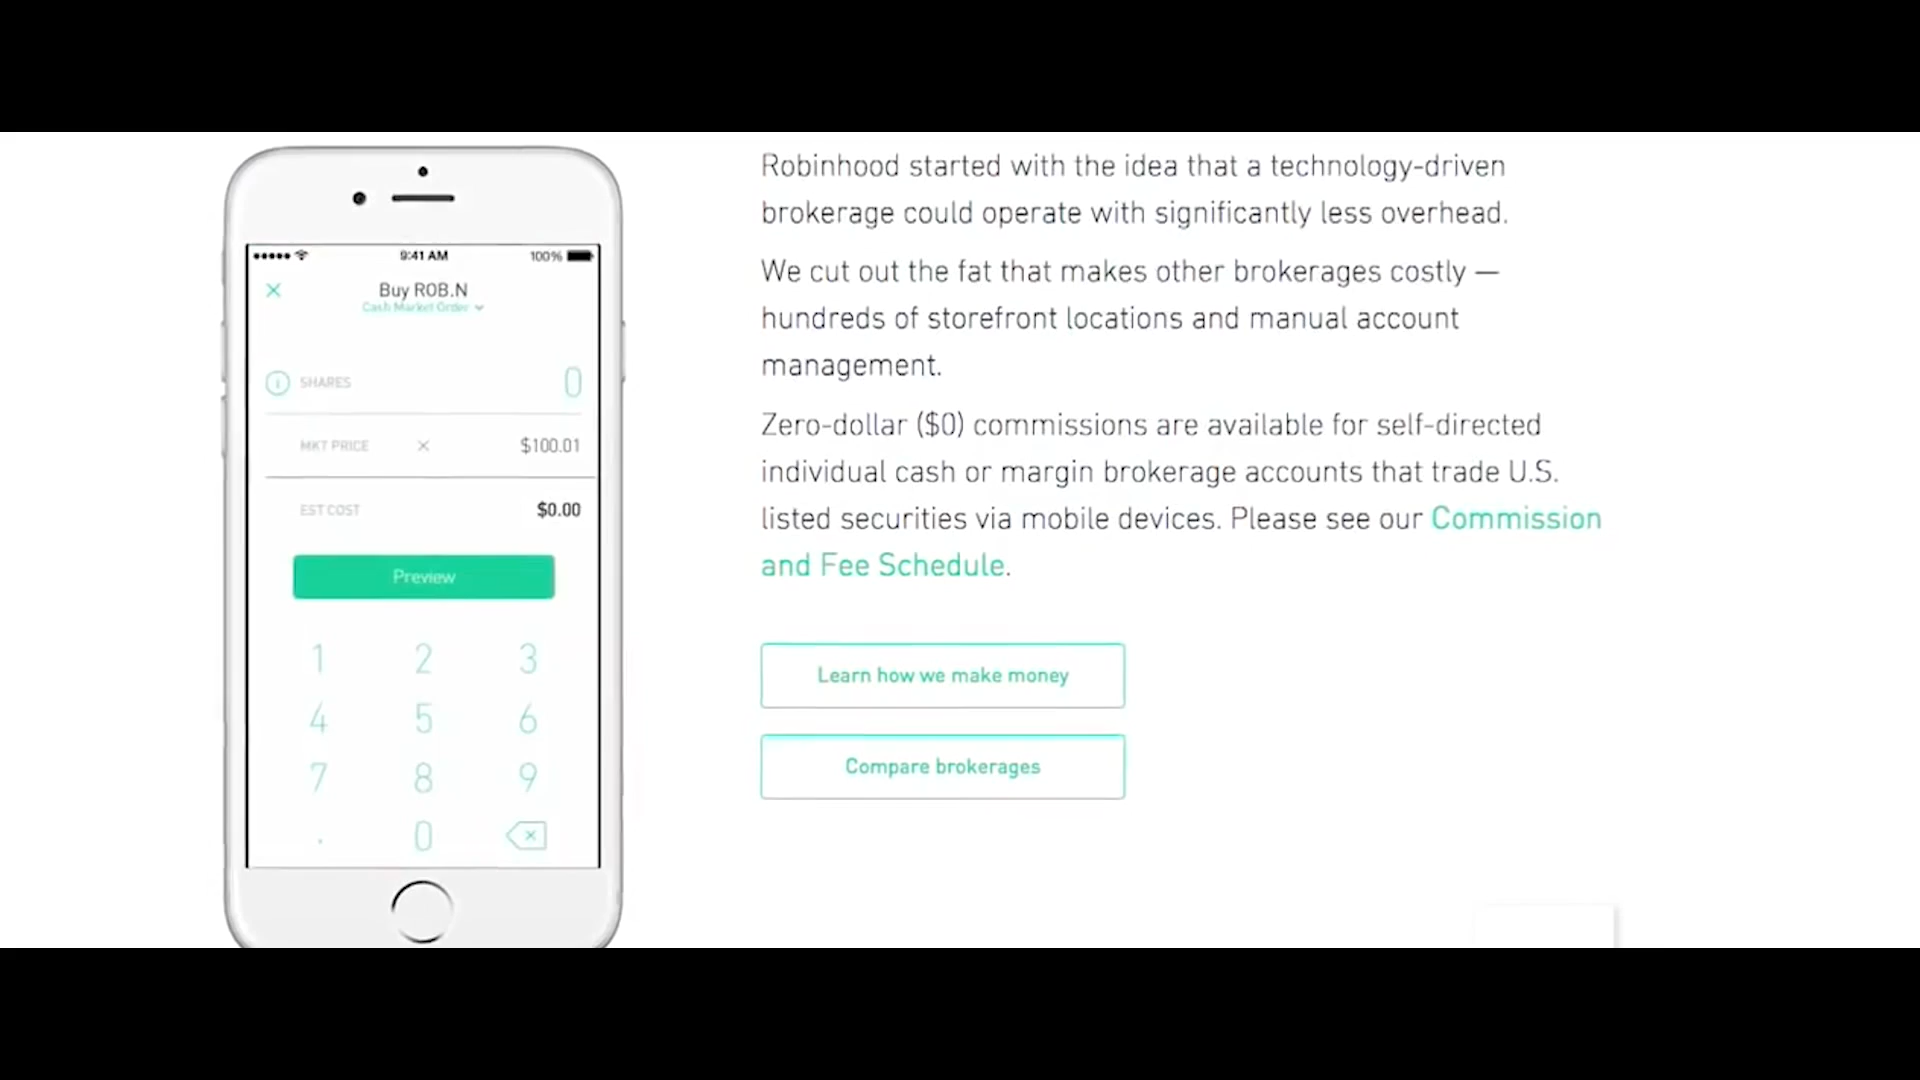 9:41 AM
100%
Buy ROB.N
Cash Market Order
SHARES
0
MKT PRICE × $100.01
EST COST $0.00
Preview
1 2 3
4 5 6
7 8 9
. 0
Robinhood started with the idea that a technology-driven
brokerage could operate with significantly less overhead.
We cut out the fat that makes other brokerages costly —
hundreds of storefront locations and manual account
management.
Zero-dollar ($0) commissions are available for self-directed
individual cash or margin brokerage accounts that trade U.S.
listed securities via mobile devices. Please see our Commission
and Fee Schedule.
Learn how we make money
Compare brokerages